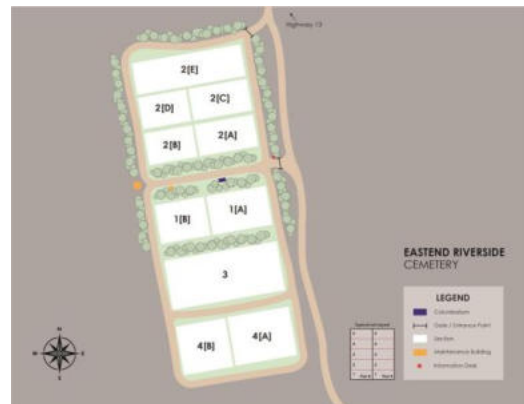 Highway 13
2[E]
2[D]
2[C]
2[B]
2[A]
1[B]
1[A]
3
4[B]
4[A]
EASTEND RIVERSIDE
CEMETERY
LEGEND
Columbarium
Gate / Entrance Point
Section
Maintenance Building
Information Desk
N
W
E
S